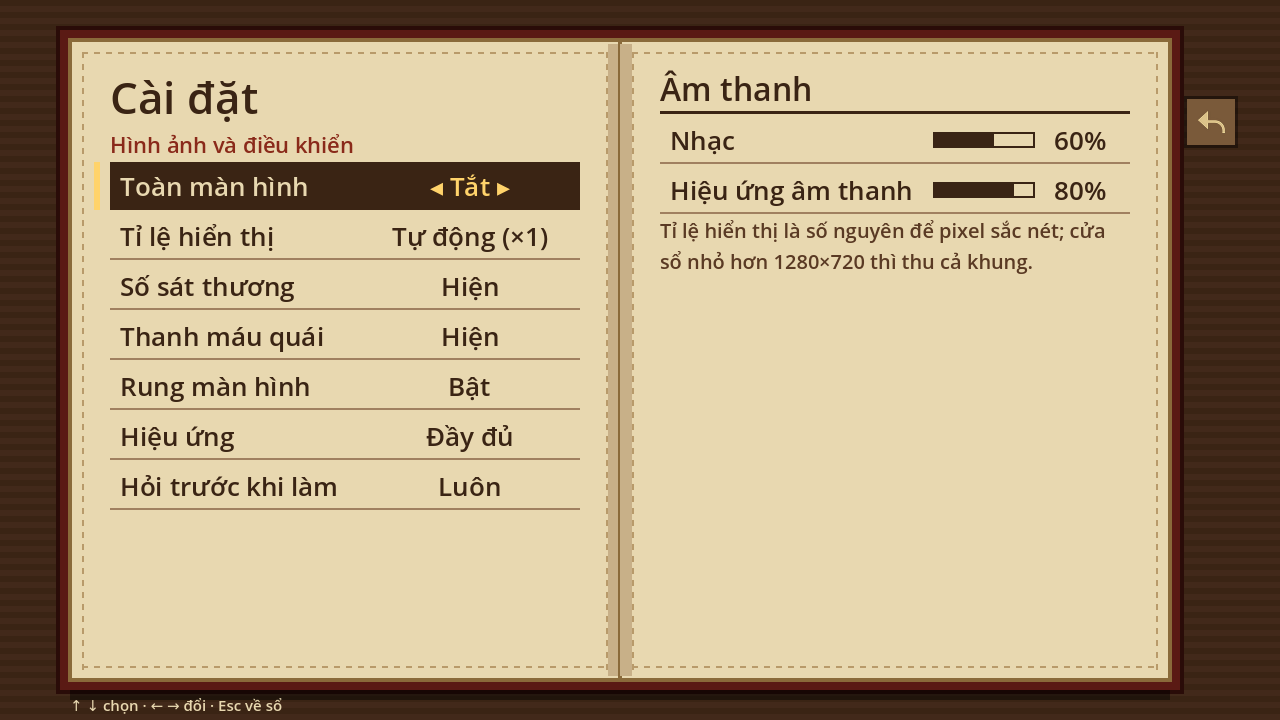 Cài đặt
Hình ảnh và điều khiển
Toàn màn hình ◂ Tắt ▸
Tỉ lệ hiển thị Tự động (×1)
Số sát thương Hiện
Thanh máu quái Hiện
Rung màn hình Bật
Hiệu ứng Đầy đủ
Hỏi trước khi làm Luôn
Âm thanh
Nhạc 60%
Hiệu ứng âm thanh 80%
Tỉ lệ hiển thị là số nguyên để pixel sắc nét; cửa
sổ nhỏ hơn 1280×720 thì thu cả khung.
↑ ↓ chọn · ← → đổi · Esc về sổ